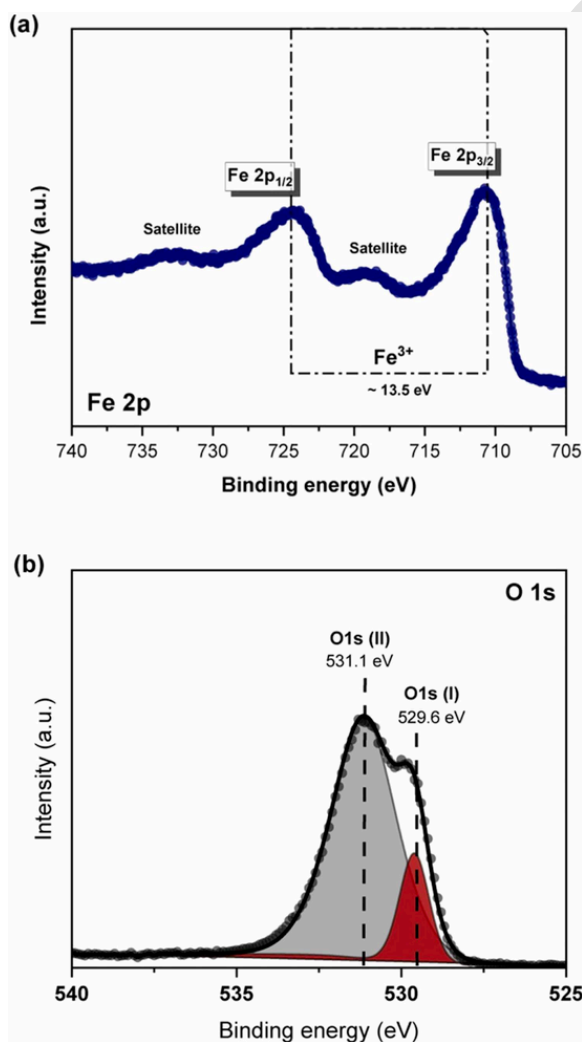 (a)
Fe 2p1/2
Fe 2p3/2
Satellite
Satellite
Fe3+
~ 13.5 eV
Fe 2p
Intensity (a.u.)
740 735 730 725 720 715 710 705
Binding energy (eV)
(b)
O 1s
O1s (II)
531.1 eV
O1s (I)
529.6 eV
Intensity (a.u.)
540 535 530 525
Binding energy (eV)